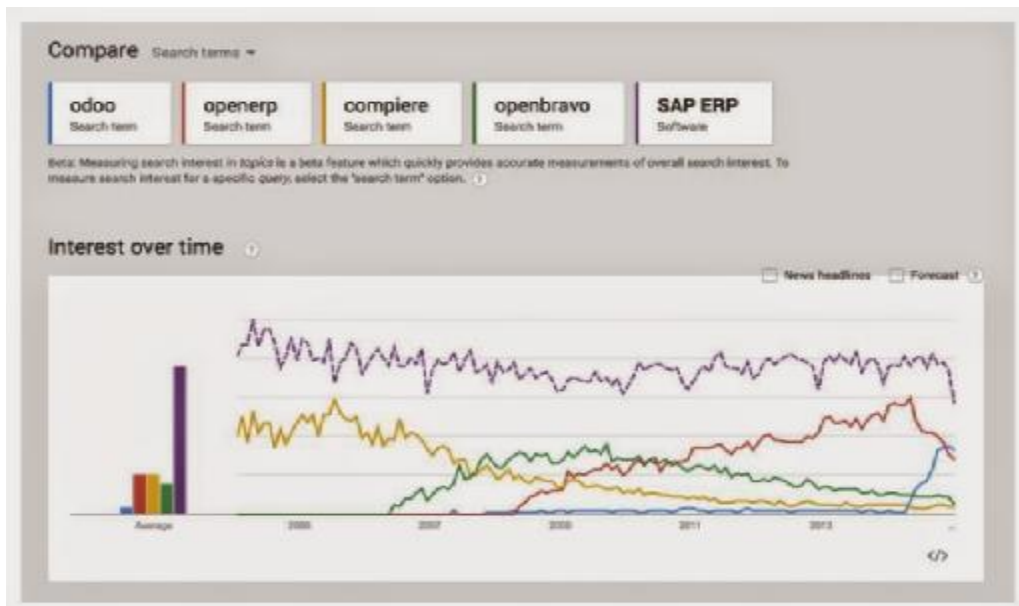 Compare Search terms
odoo
Search term
openerp
Search term
compiere
Search term
openbravo
Search term
SAP ERP
Software
Beta: Measuring search interest in topics is a beta feature which quickly provides accurate measurements of overall search interest. To
measure search interest for a specific query, select the "search term" option. ?
Interest over time ?
News headlines Forecast ?
Average 2007 2011 2013
</>